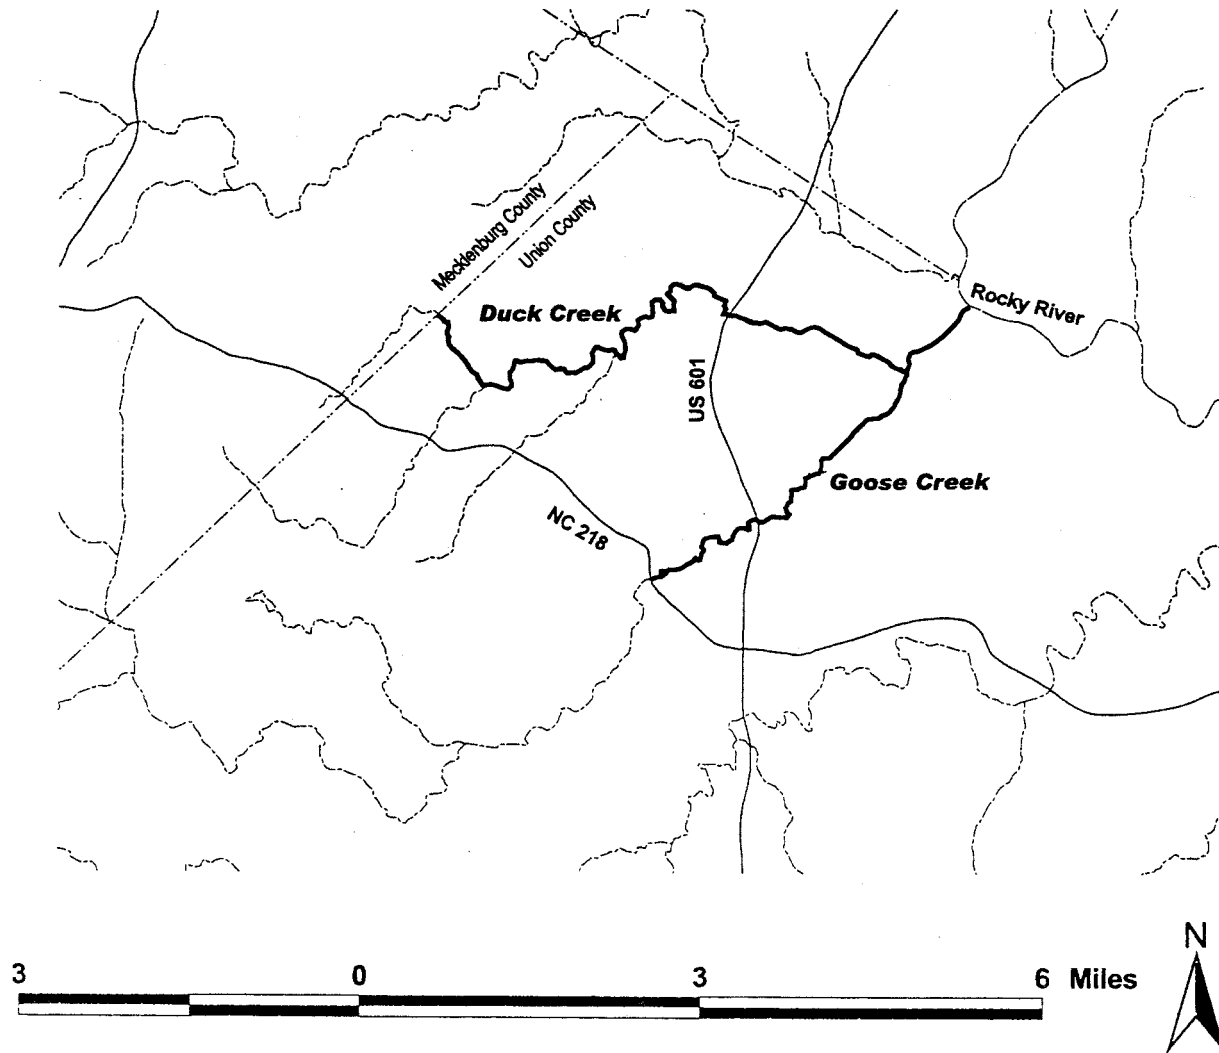 Mecklenburg County
Union County
Duck Creek
Rocky River
US 601
Goose Creek
NC 218
N
3 0 3 6 Miles